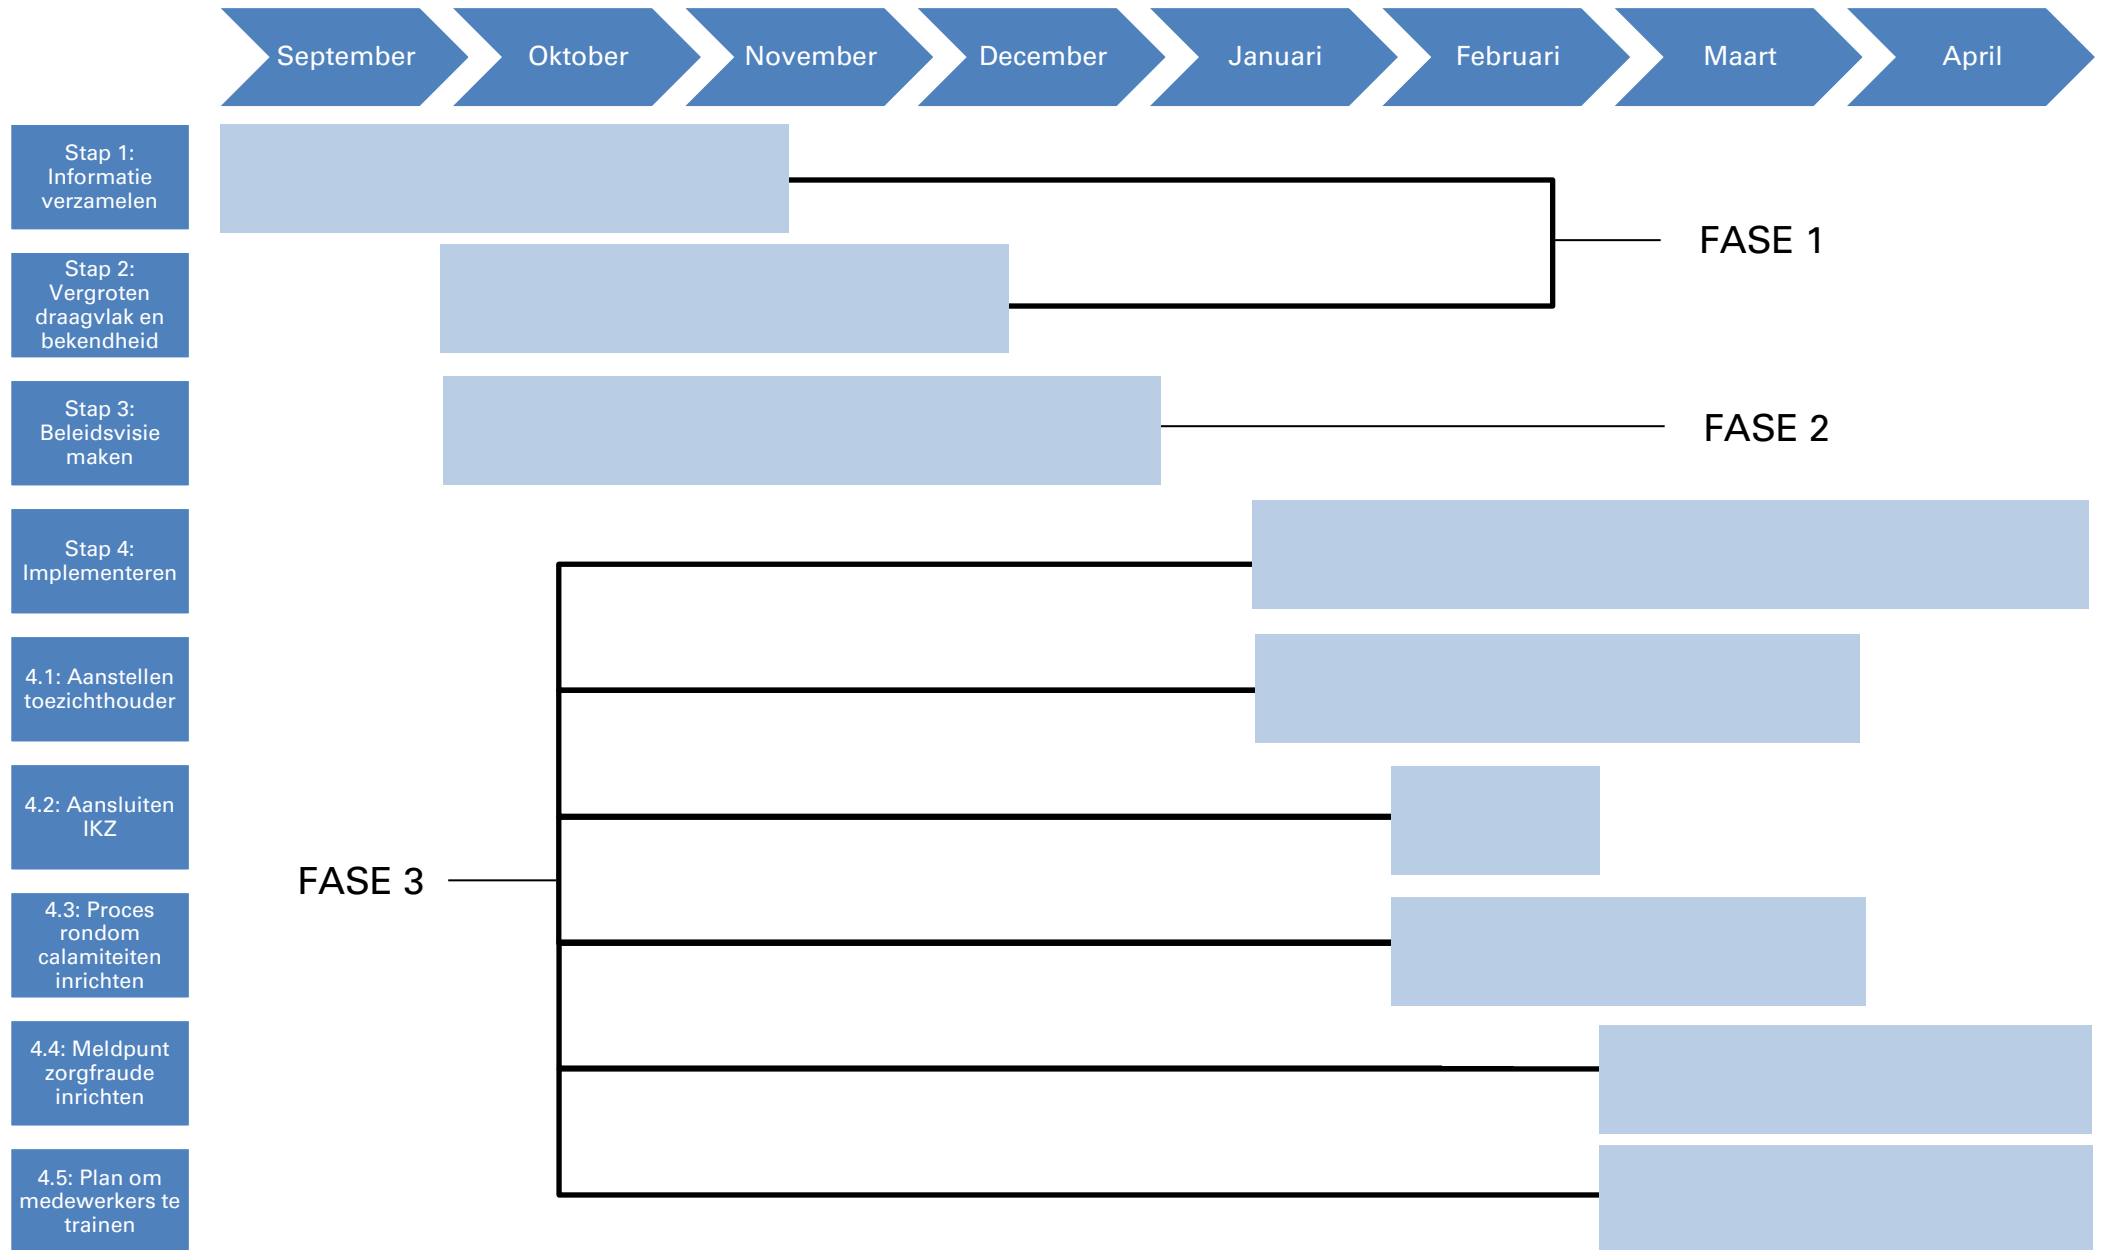 September
Oktober
November
December
Januari
Februari
Maart
April
Stap 1:
Informatie
verzamelen
FASE 1
Stap 2:
Vergroten
draagvlak en
bekendheid
Stap 3:
Beleidsvisie
maken
FASE 2
Stap 4:
Implementeren
4.1: Aanstellen
toezichthouder
4.2: Aansluiten
IKZ
FASE 3
4.3: Proces
rondom
calamiteiten
inrichten
4.4: Meldpunt
zorgfraude
inrichten
4.5: Plan om
medewerkers te
trainen